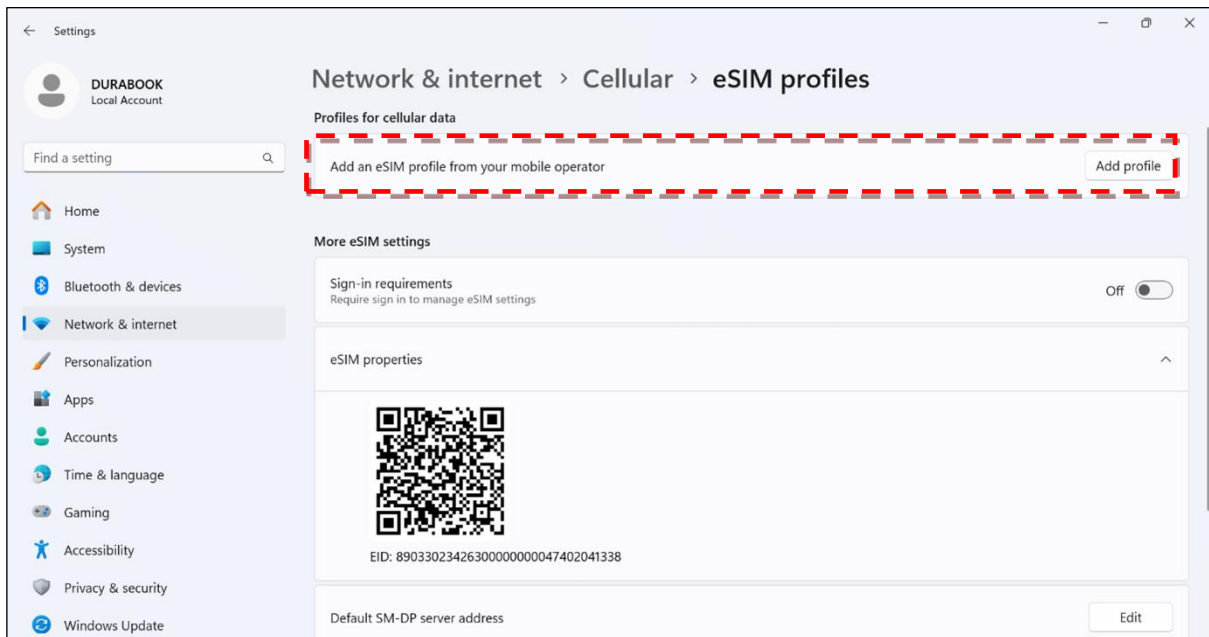 Settings
DURABOOK
Local Account
Find a setting
Home
System
Bluetooth & devices
Network & internet
Personalization
Apps
Accounts
Time & language
Gaming
Accessibility
Privacy & security
Windows Update
Network & internet > Cellular > eSIM profiles
Profiles for cellular data
Add an eSIM profile from your mobile operator
Add profile
More eSIM settings
Sign-in requirements
Require sign in to manage eSIM settings
Off
eSIM properties
EID: 89033023426300000000047402041338
Default SM-DP server address
Edit